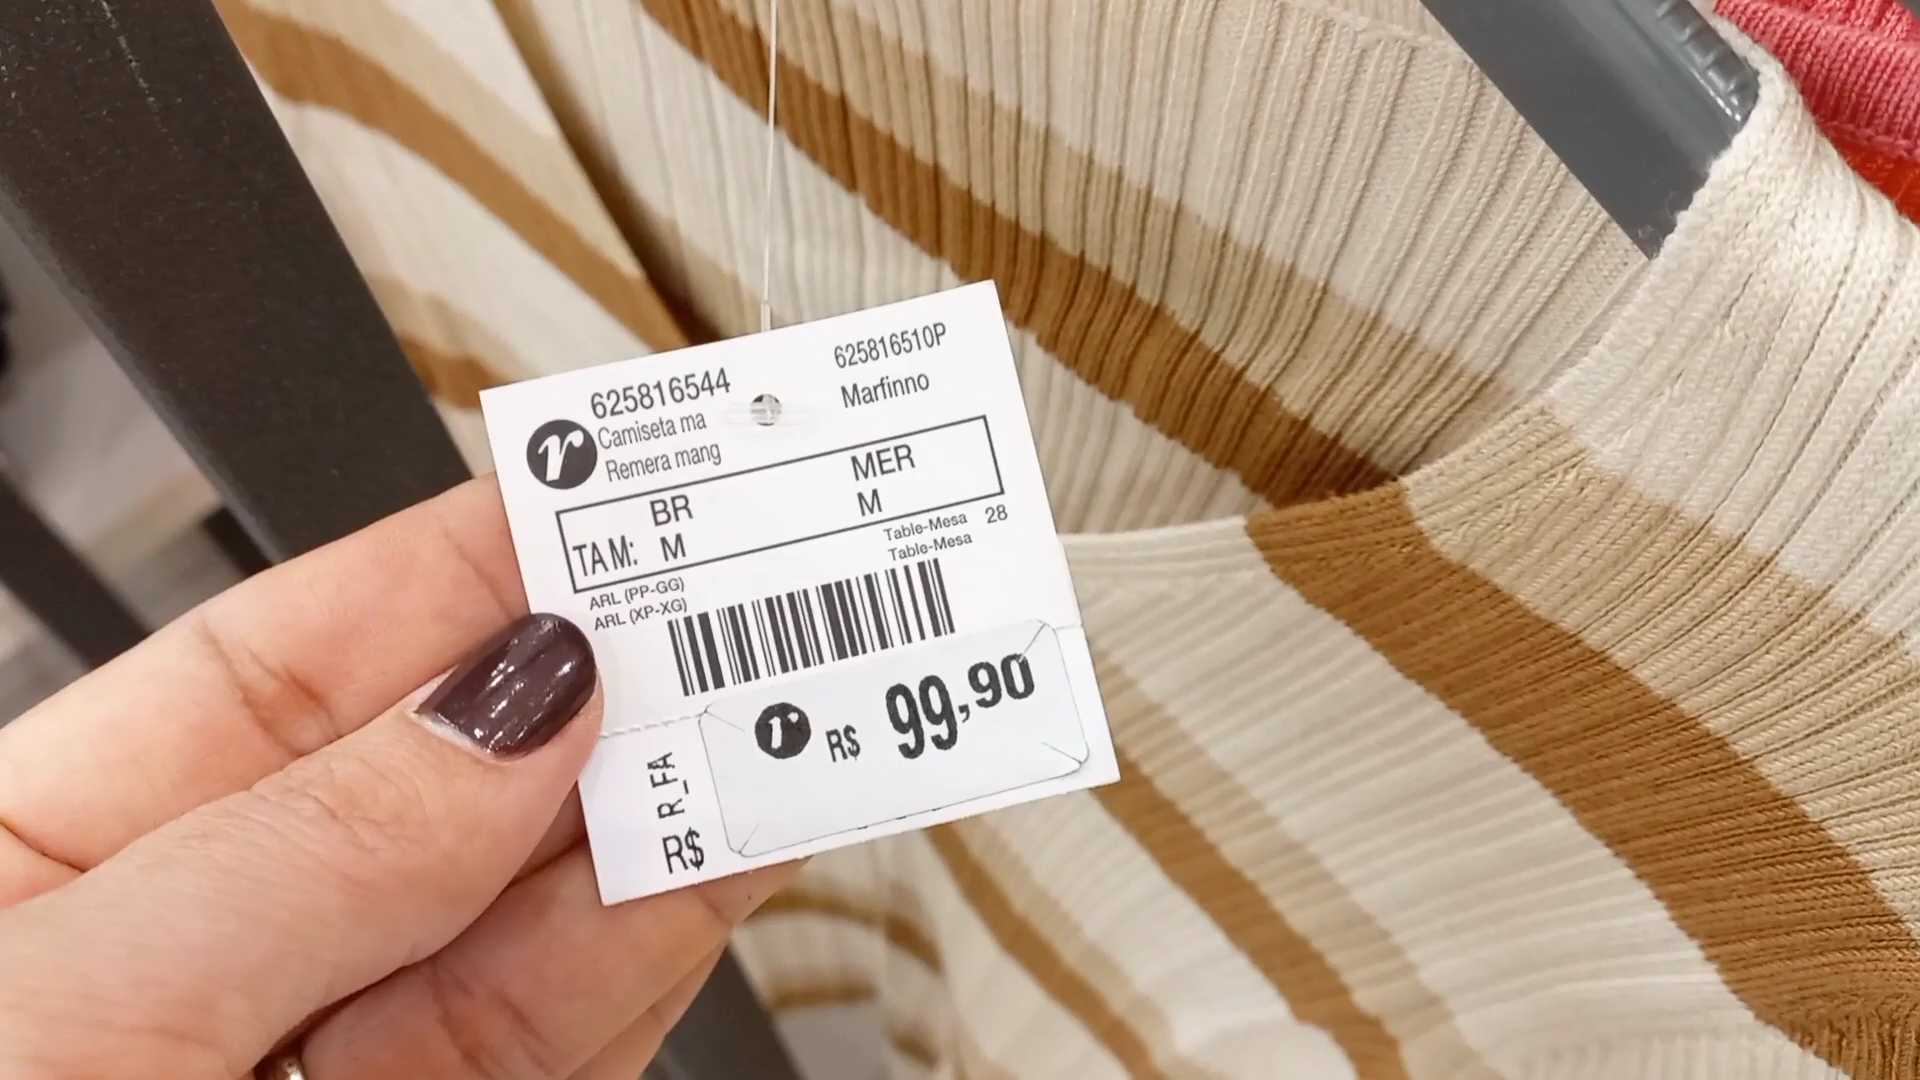 625816544
625816510P
r
Camiseta ma
Marfinno
Remera mang
BR
MER
TAM: M
M
Table-Mesa 28
Table-Mesa
ARL (PP-GG)
ARL (XP-XG)
r R$ 99,90
R_FA
R$